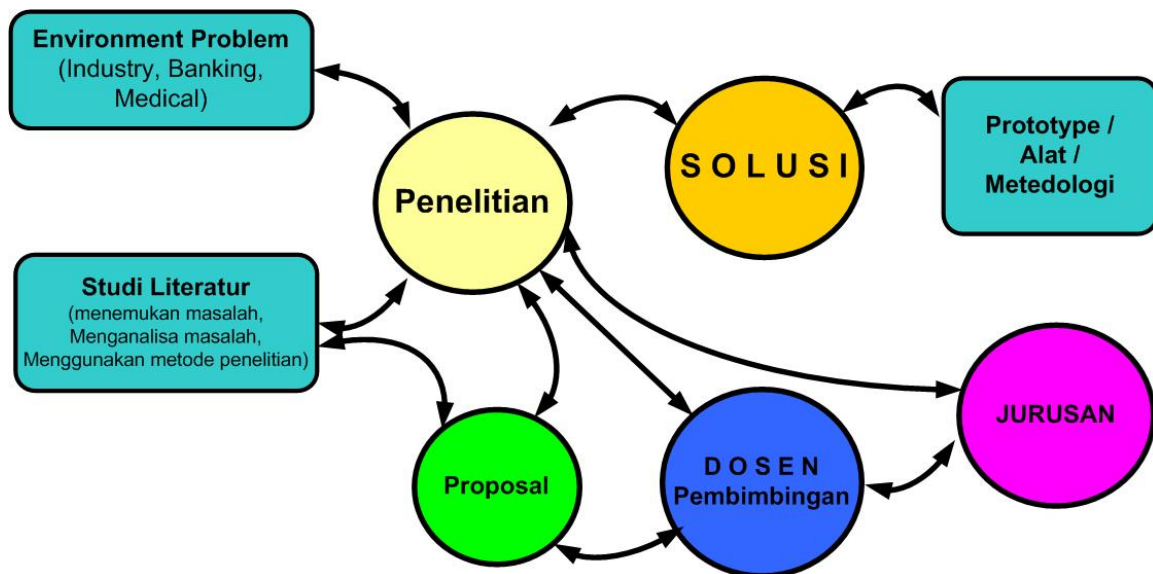 Environment Problem
(Industry, Banking,
Medical)
Penelitian
S O L U S I
Prototype /
Alat /
Metedologi
Studi Literatur
(menemukan masalah,
Menganalisa masalah,
Menggunakan metode penelitian)
Proposal
D O S E N
Pembimbingan
JURUSAN